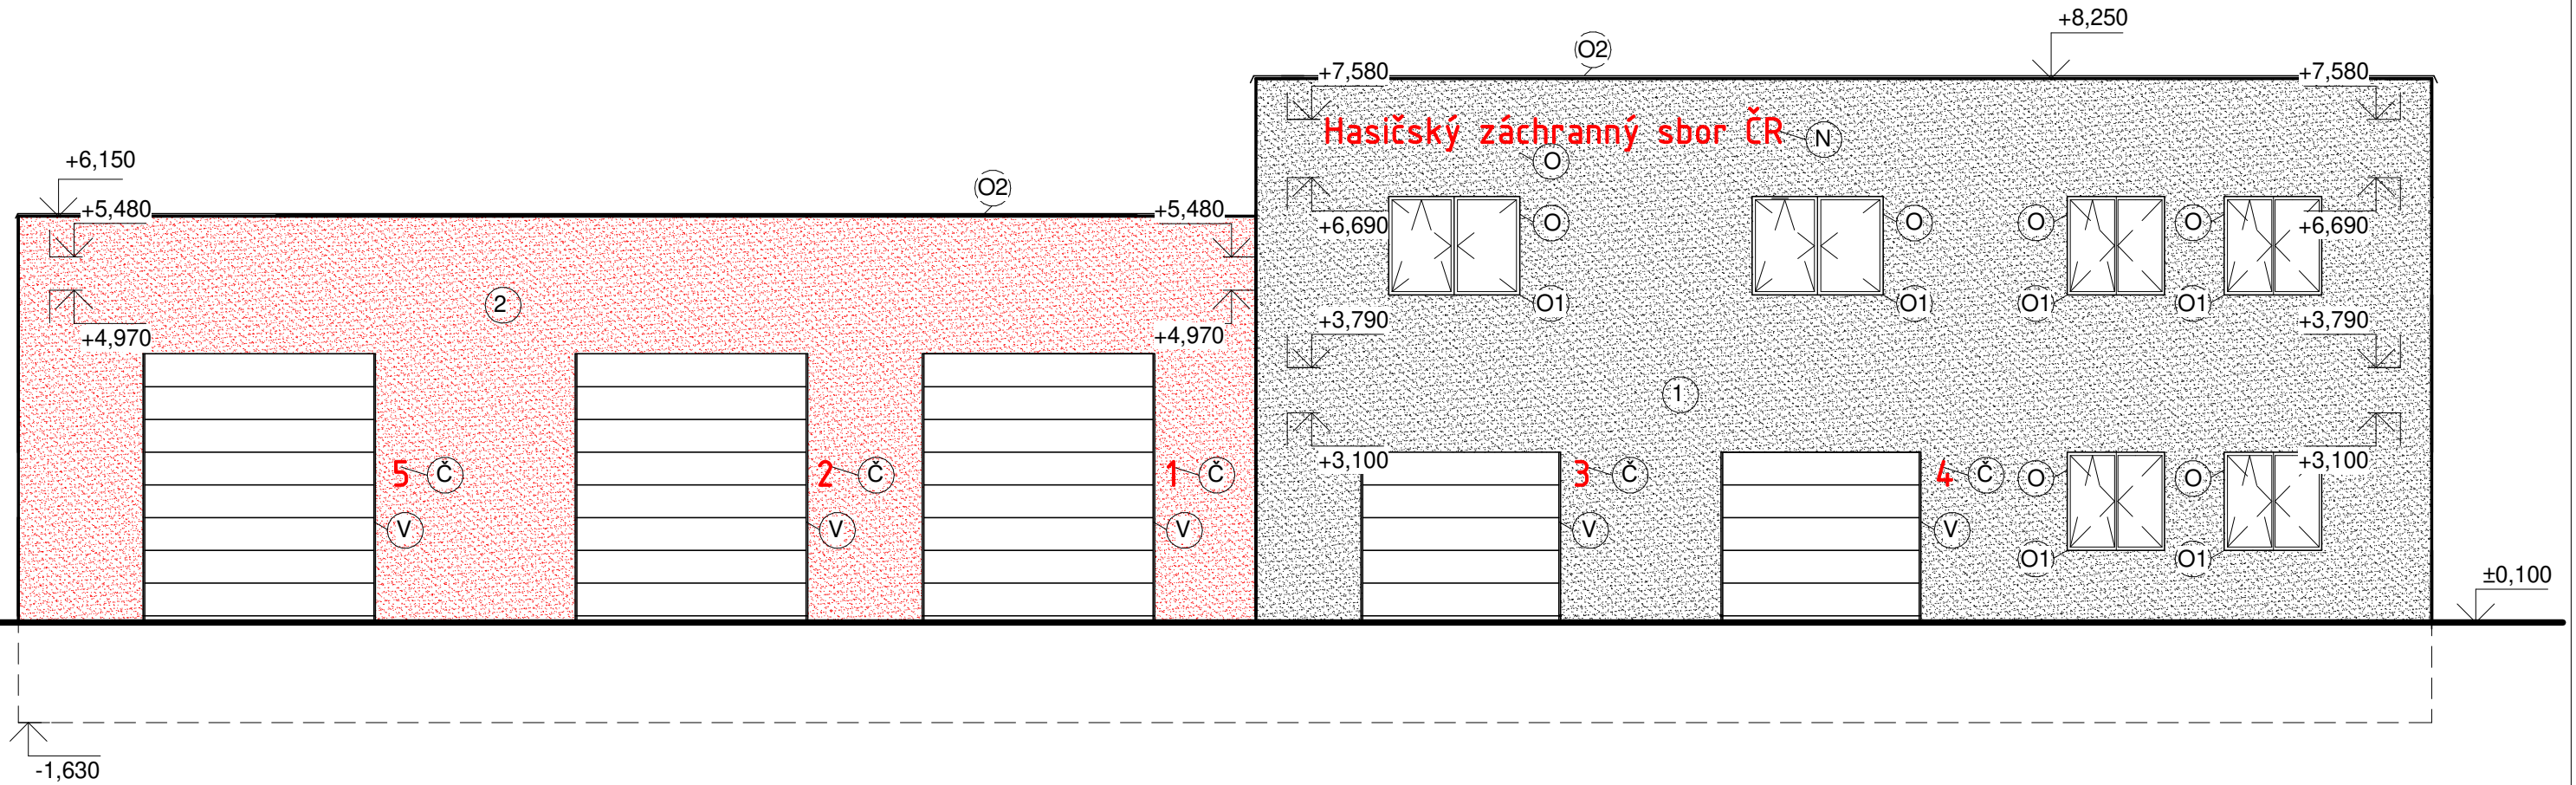 +8,250
O2
+7,580 +7,580
Hasičský záchranný sbor ČR N
O
+6,150
O2
+5,480 +5,480
+6,690 O O O O +6,690
2
O1 O1 O1 O1
+4,970 +4,970
+3,790 +3,790
1
+3,100 +3,100
5 Č 2 Č 1 Č 3 Č 4 Č O O
V V V V V
O1 O1
±0,100
-1,630